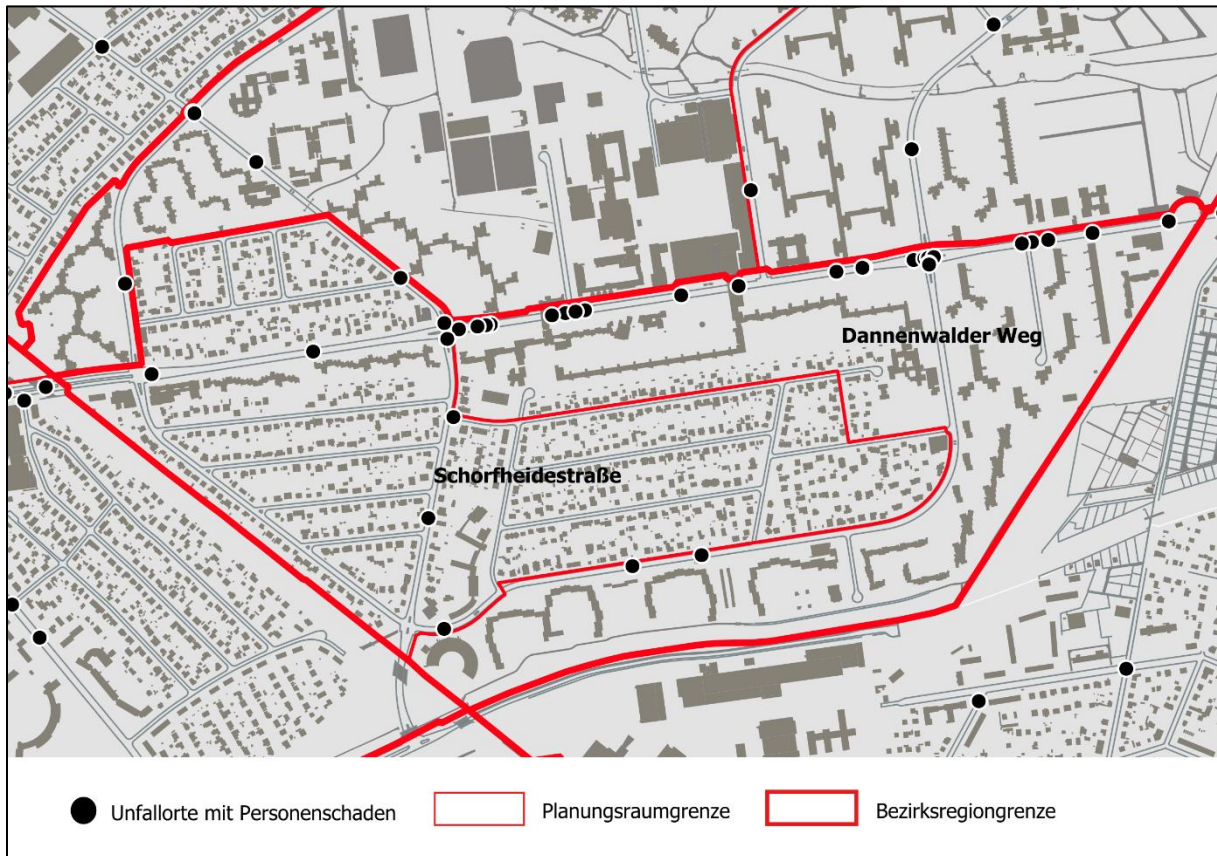 Dannenwalder Weg
Schorfheidestraße
Unfallorte mit Personenschaden
Planungsraumgrenze
Bezirksregiongrenze